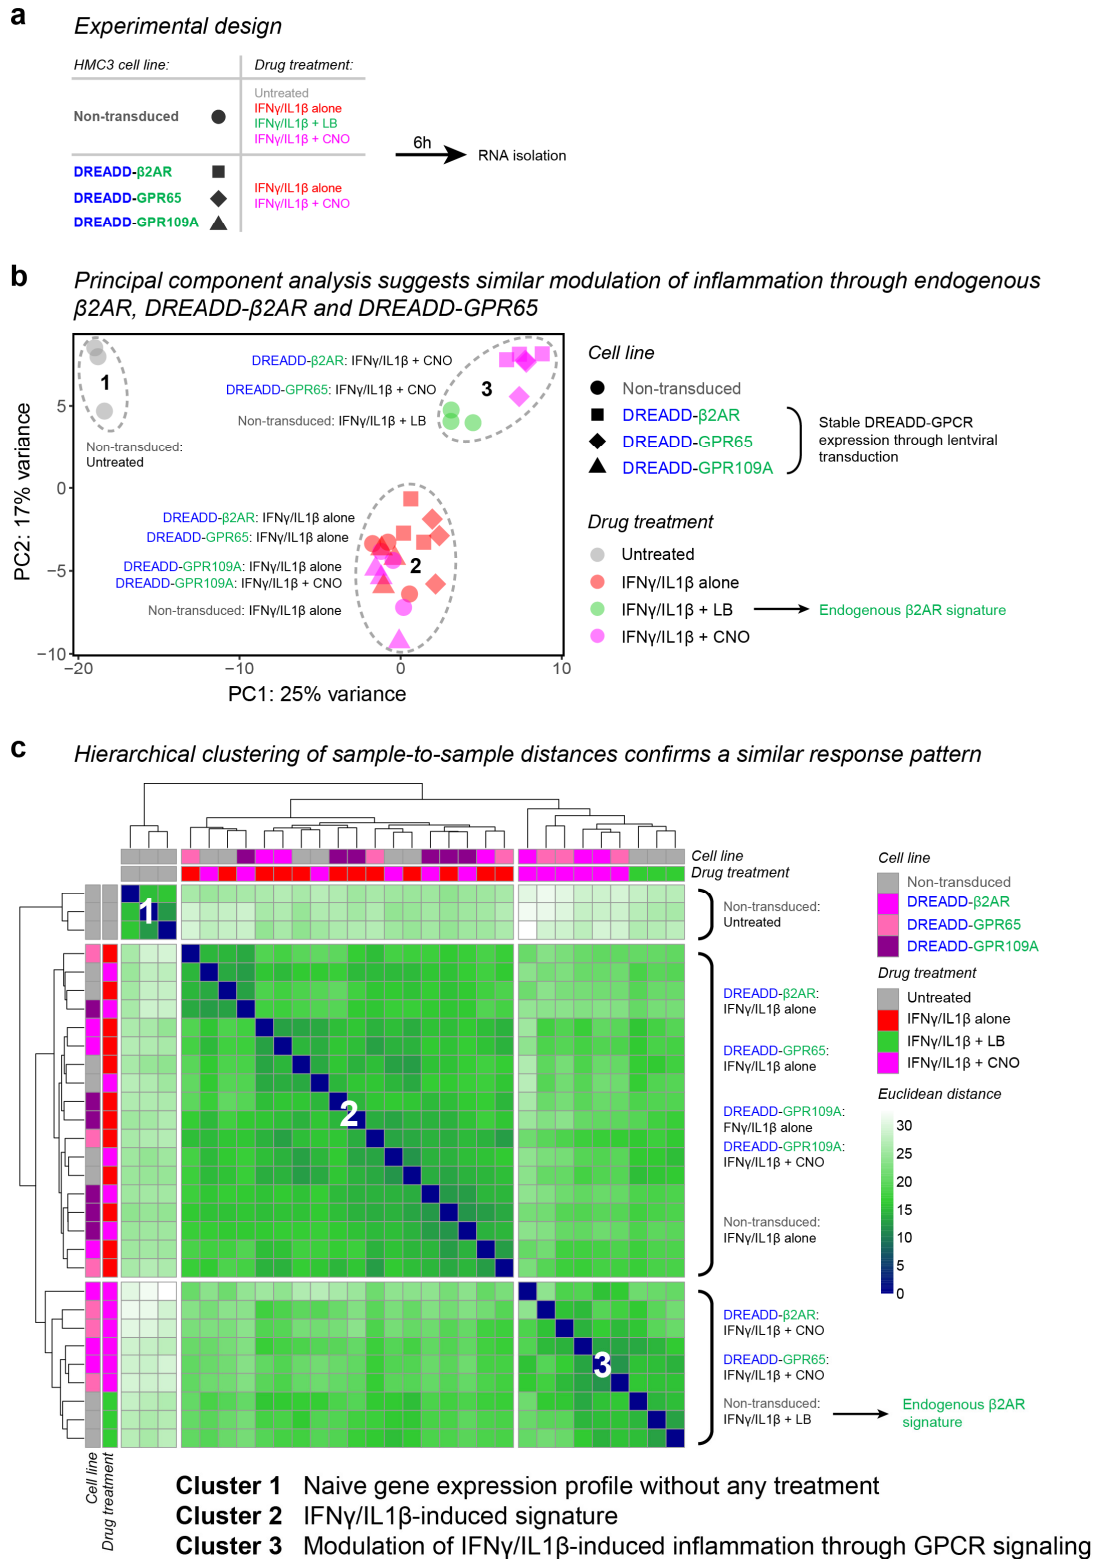 a
Experimental design
HMC3 cell line:
Drug treatment:
Non-transduced
Untreated
IFNγ/IL1β alone
IFNγ/IL1β + LB
IFNγ/IL1β + CNO
DREADD-β2AR
DREADD-GPR65
DREADD-GPR109A
IFNγ/IL1β alone
IFNγ/IL1β + CNO
6h
RNA isolation
b
Principal component analysis suggests similar modulation of inflammation through endogenous
β2AR, DREADD-β2AR and DREADD-GPR65
PC2: 17% variance
5
0
−5
−10
−20
−10
0
10
PC1: 25% variance
1
Non-transduced:
Untreated
DREADD-β2AR: IFNγ/IL1β + CNO
DREADD-GPR65: IFNγ/IL1β + CNO
Non-transduced: IFNγ/IL1β + LB
3
DREADD-β2AR: IFNγ/IL1β alone
DREADD-GPR65: IFNγ/IL1β alone
DREADD-GPR109A: IFNγ/IL1β alone
DREADD-GPR109A: IFNγ/IL1β + CNO
Non-transduced: IFNγ/IL1β alone
2
Cell line
Non-transduced
DREADD-β2AR
DREADD-GPR65
DREADD-GPR109A
Stable DREADD-GPCR
expression through lentviral
transduction
Drug treatment
Untreated
IFNγ/IL1β alone
IFNγ/IL1β + LB
Endogenous β2AR signature
IFNγ/IL1β + CNO
c
Hierarchical clustering of sample-to-sample distances confirms a similar response pattern
Cell line
Drug treatment
1
2
3
Non-transduced:
Untreated
DREADD-β2AR:
IFNγ/IL1β alone
DREADD-GPR65:
IFNγ/IL1β alone
DREADD-GPR109A:
FNγ/IL1β alone
DREADD-GPR109A:
IFNγ/IL1β + CNO
Non-transduced:
IFNγ/IL1β alone
DREADD-β2AR:
IFNγ/IL1β + CNO
DREADD-GPR65:
IFNγ/IL1β + CNO
Non-transduced:
IFNγ/IL1β + LB
Endogenous β2AR
signature
Cell line
Non-transduced
DREADD-β2AR
DREADD-GPR65
DREADD-GPR109A
Drug treatment
Untreated
IFNγ/IL1β alone
IFNγ/IL1β + LB
IFNγ/IL1β + CNO
Euclidean distance
30
25
20
15
10
5
0
Cell line
Drug treatment
Cluster 1 Naive gene expression profile without any treatment
Cluster 2 IFNγ/IL1β-induced signature
Cluster 3 Modulation of IFNγ/IL1β-induced inflammation through GPCR signaling